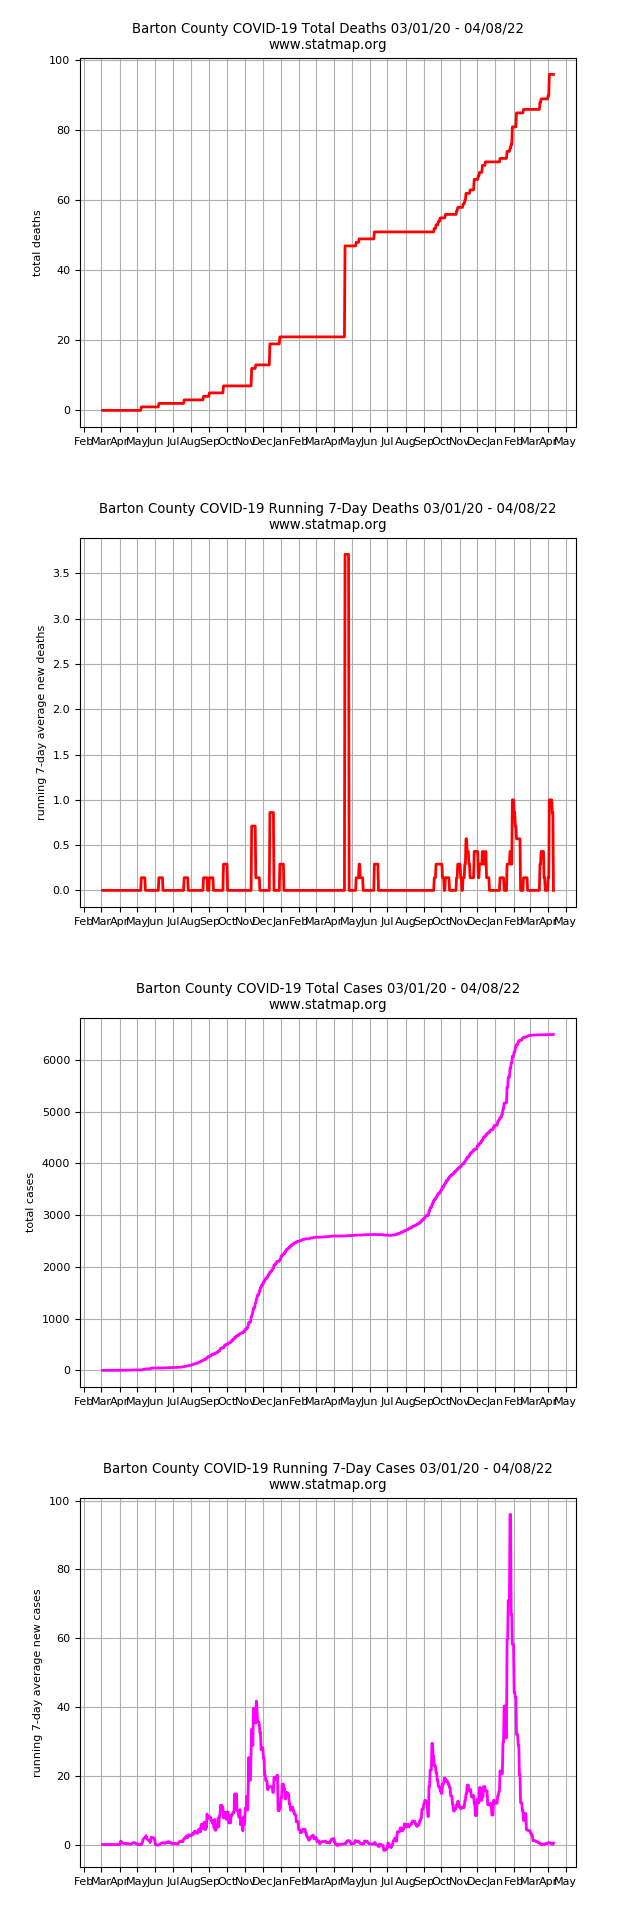 Barton County COVID-19 Total Deaths 03/01/20 - 04/08/22
www.statmap.org
100
80
60
40
20
0
total deaths
Feb Mar Apr May Jun Jul Aug Sep Oct Nov Dec Jan Feb Mar Apr May Jun Jul Aug Sep Oct Nov Dec Jan Feb Mar Apr May
Barton County COVID-19 Running 7-Day Deaths 03/01/20 - 04/08/22
www.statmap.org
3.5
3.0
2.5
2.0
1.5
1.0
0.5
0.0
running 7-day average new deaths
Feb Mar Apr May Jun Jul Aug Sep Oct Nov Dec Jan Feb Mar Apr May Jun Jul Aug Sep Oct Nov Dec Jan Feb Mar Apr May
Barton County COVID-19 Total Cases 03/01/20 - 04/08/22
www.statmap.org
6000
5000
4000
3000
2000
1000
0
total cases
Feb Mar Apr May Jun Jul Aug Sep Oct Nov Dec Jan Feb Mar Apr May Jun Jul Aug Sep Oct Nov Dec Jan Feb Mar Apr May
Barton County COVID-19 Running 7-Day Cases 03/01/20 - 04/08/22
www.statmap.org
100
80
60
40
20
0
running 7-day average new cases
Feb Mar Apr May Jun Jul Aug Sep Oct Nov Dec Jan Feb Mar Apr May Jun Jul Aug Sep Oct Nov Dec Jan Feb Mar Apr May